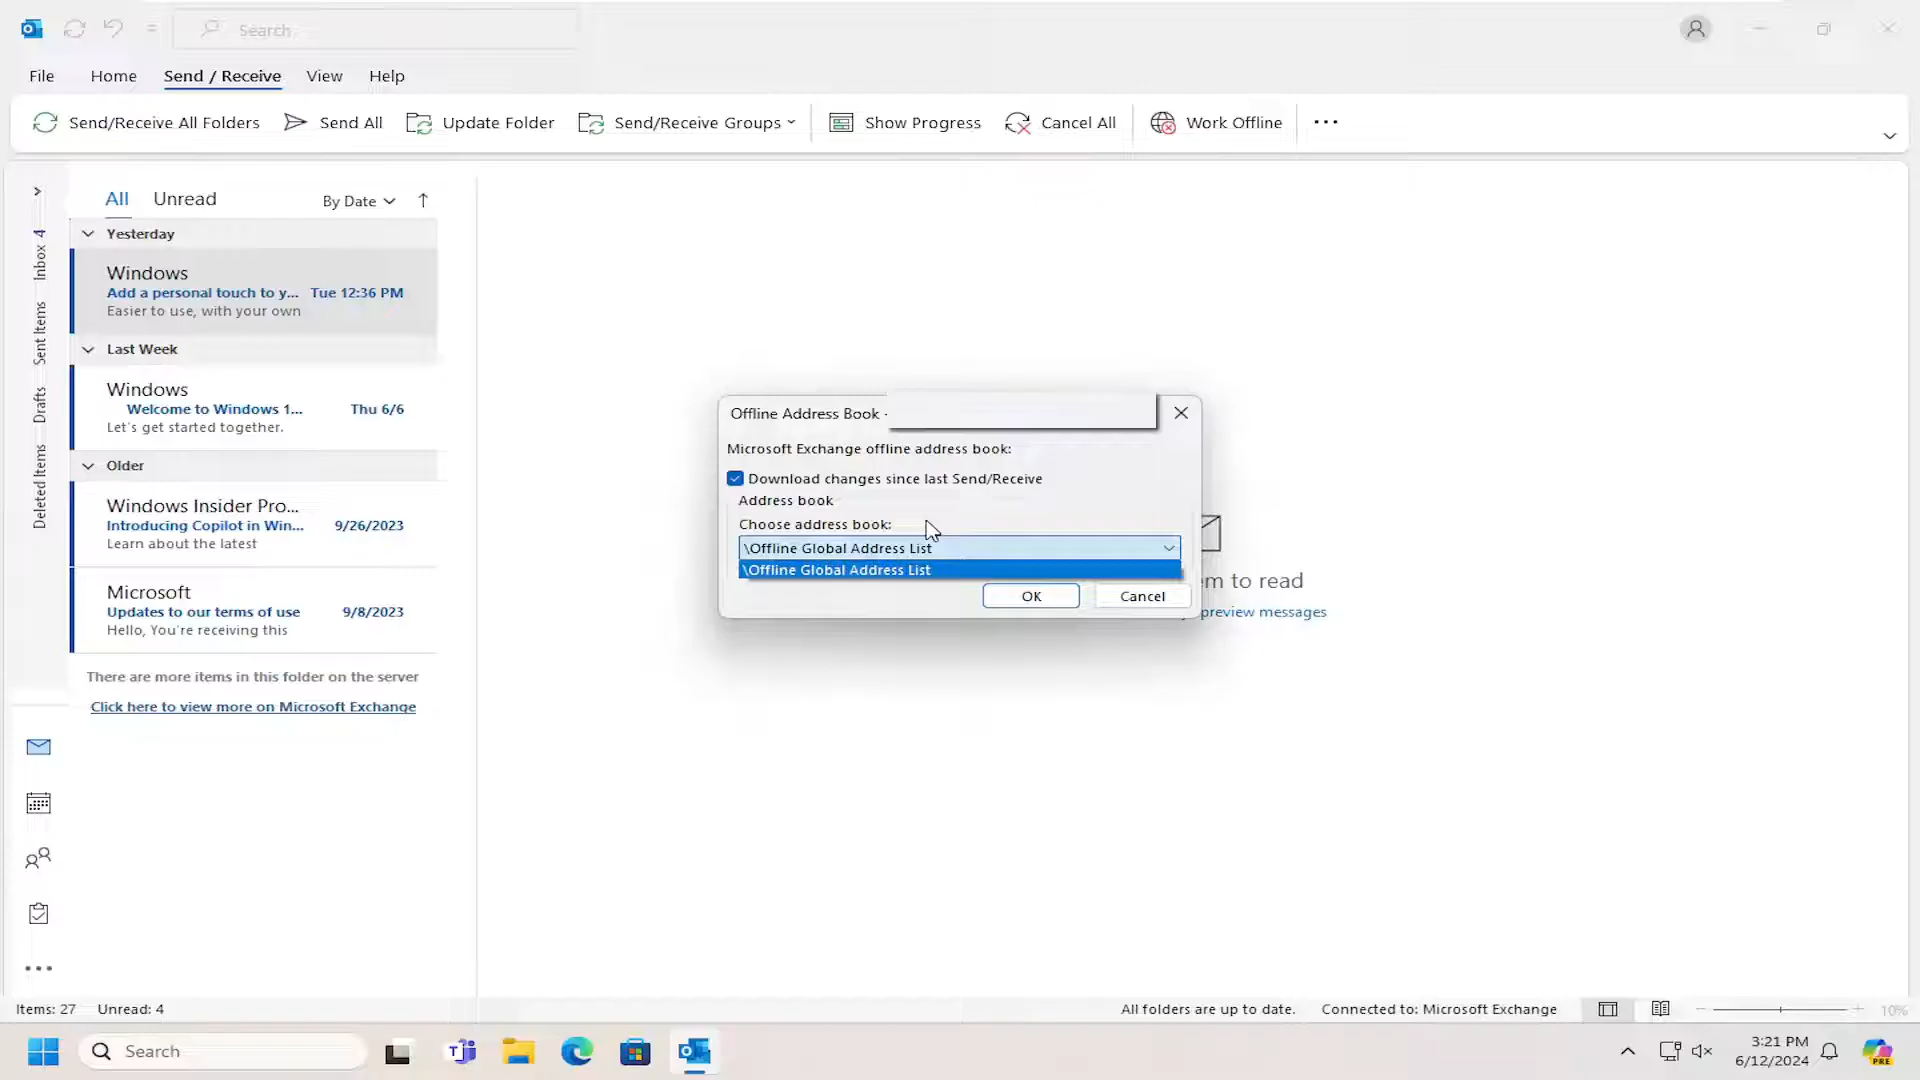 Search
File
Home
Send / Receive
View
Help
Send/Receive All Folders
Send All
Update Folder
Send/Receive Groups
Show Progress
Cancel All
Work Offline
All
Unread
By Date
Yesterday
Windows
Add a personal touch to y... Tue 12:36 PM
Easier to use, with your own
Last Week
Windows
Welcome to Windows 1... Thu 6/6
Let's get started together.
Older
Windows Insider Pro...
Introducing Copilot in Win... 9/26/2023
Learn about the latest
Microsoft
Updates to our terms of use 9/8/2023
Hello, You're receiving this
There are more items in this folder on the server
Click here to view more on Microsoft Exchange
Inbox 4
Sent Items
Drafts
Deleted Items
Offline Address Book -
Microsoft Exchange offline address book:
Download changes since last Send/Receive
Address book
Choose address book:
\Offline Global Address List
\Offline Global Address List
OK
Cancel
em to read
preview messages
Items: 27
Unread: 4
All folders are up to date.
Connected to: Microsoft Exchange
10%
Search
3:21 PM
6/12/2024
PRE